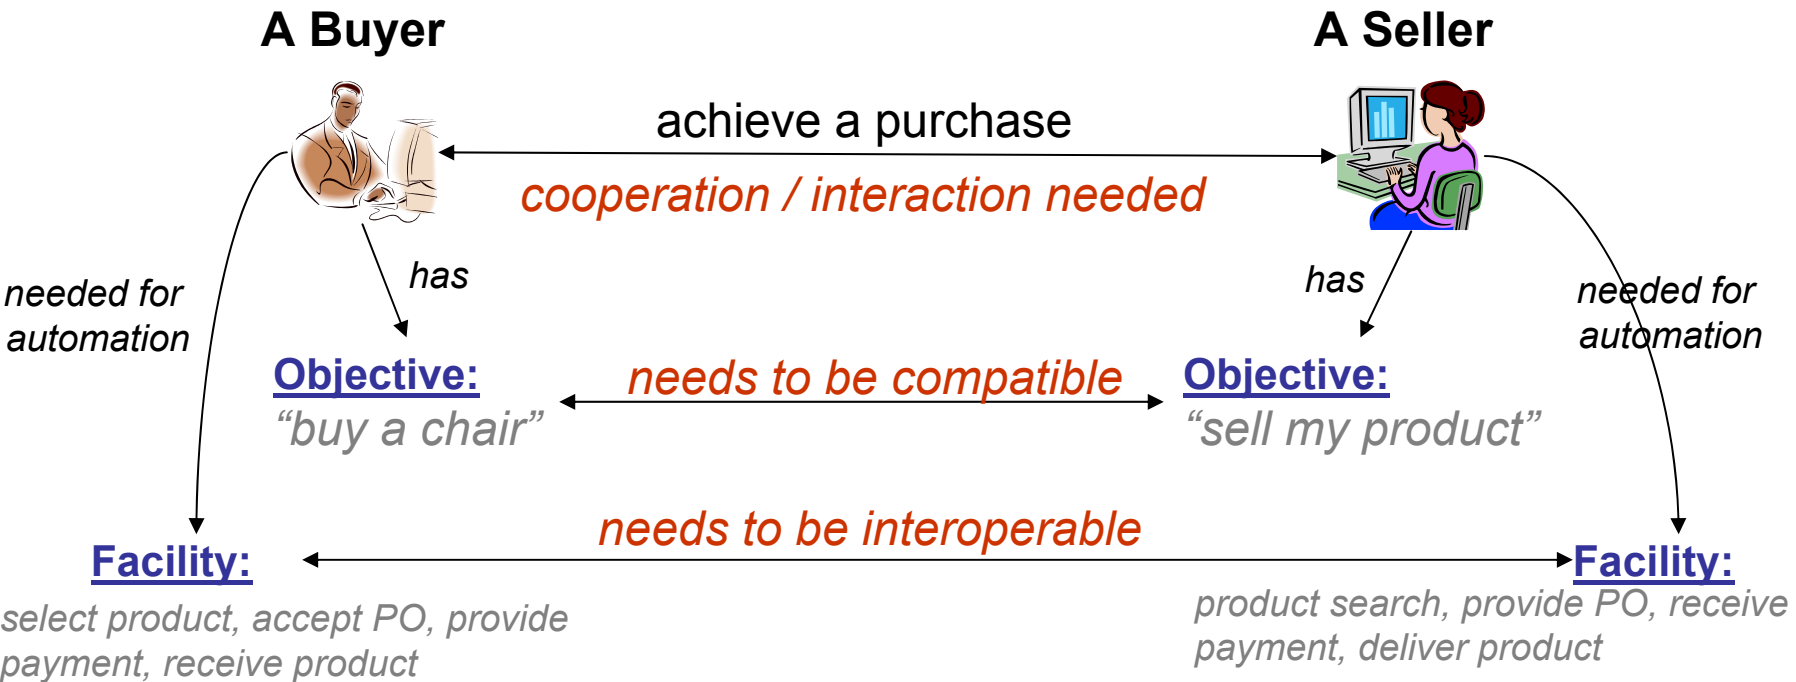 A Buyer
A Seller
achieve a purchase
cooperation / interaction needed
has
has
needed for
automation
needed for
automation
Objective:
needs to be compatible
Objective:
“buy a chair”
“sell my product”
needs to be interoperable
Facility:
Facility:
select product, accept PO, provide
payment, receive product
product search, provide PO, receive
payment, deliver product